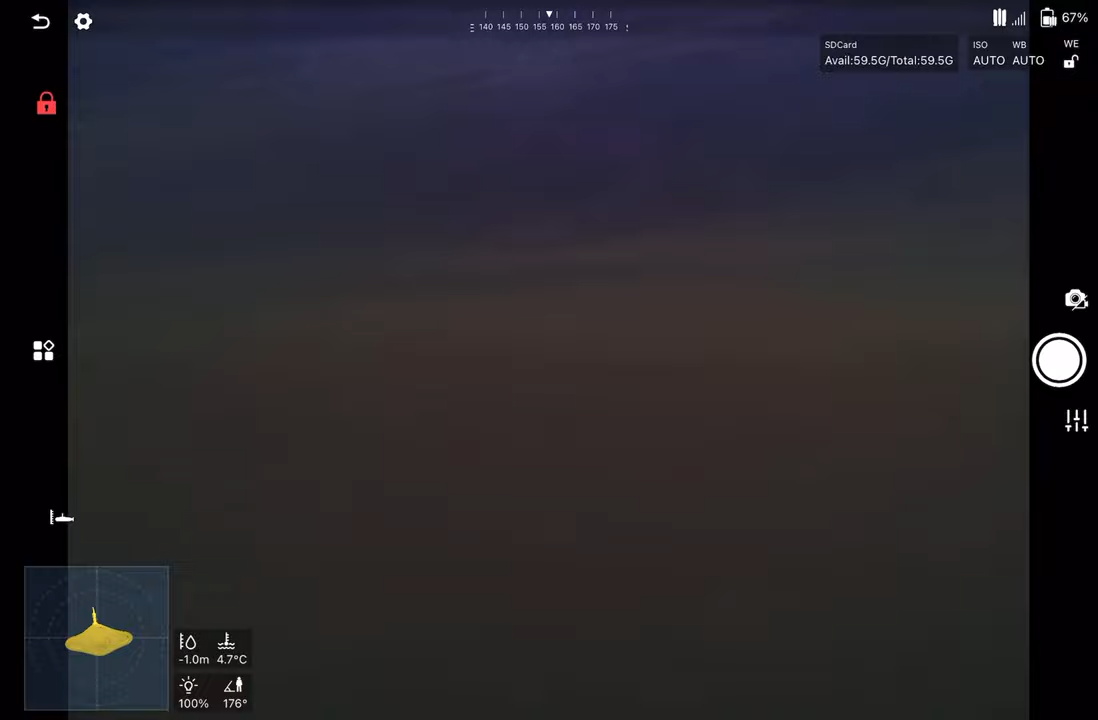 140 145 150 155 160 165 170 175
67%
SDCard
Avail:59.5G/Total:59.5G
ISO WB WE
AUTO AUTO
-1.0m 4.7°C
100% 176°